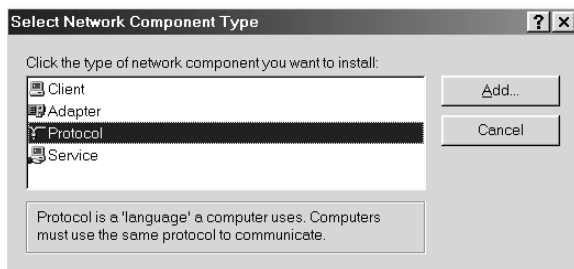 Select Network Component Type
Click the type of network component you want to install:
Client
Adapter
Protocol
Service
Add...
Cancel
Protocol is a 'language' a computer uses. Computers
must use the same protocol to communicate.